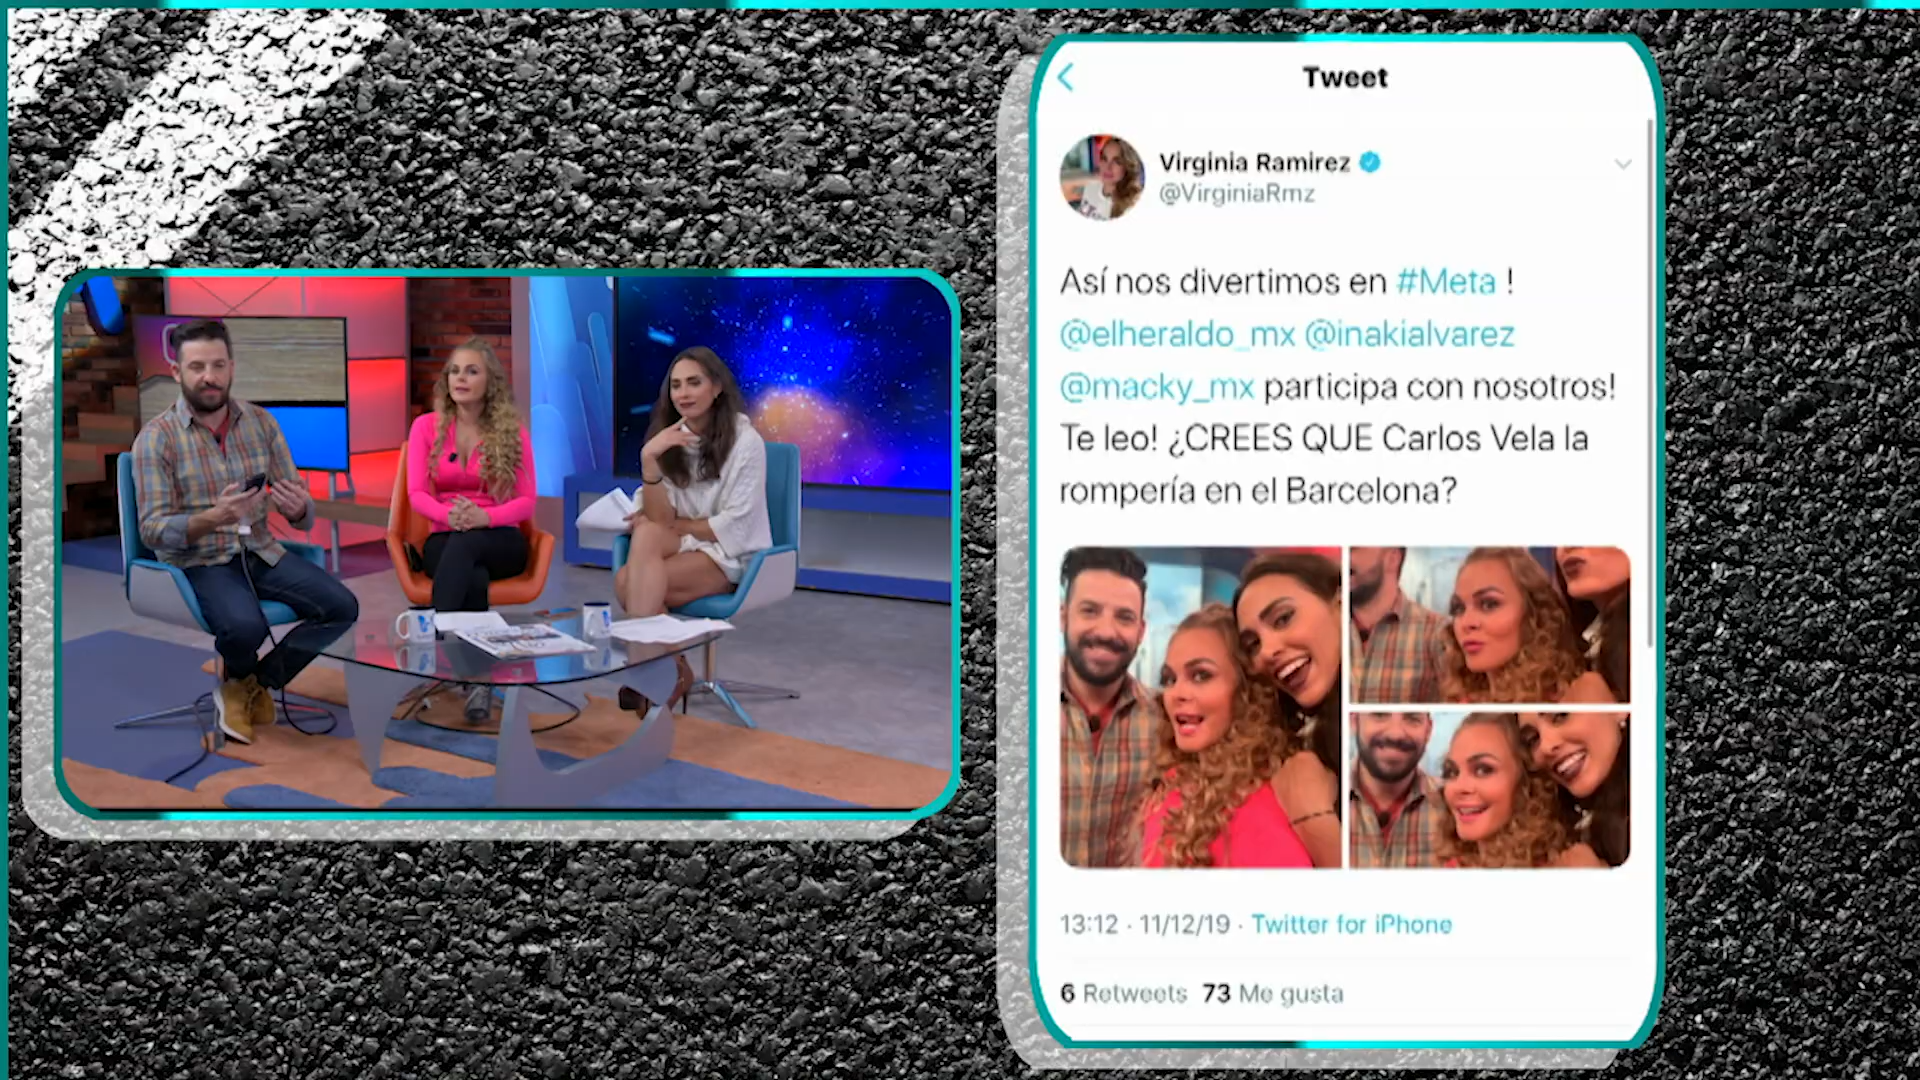 Tweet
Virginia Ramirez
@VirginiaRmz
Así nos divertimos en #Meta !
@elheraldo_mx @inakialvarez
@macky_mx participa con nosotros!
Te leo! ¿CREES QUE Carlos Vela la
rompería en el Barcelona?
13:12 · 11/12/19 · Twitter for iPhone
6 Retweets 73 Me gusta